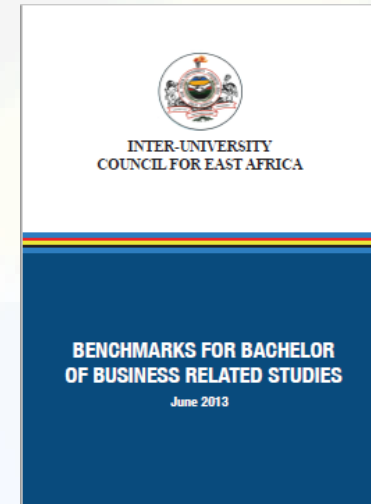 INTER-UNIVERSITY
COUNCIL FOR EAST AFRICA
BENCHMARKS FOR BACHELOR
OF BUSINESS RELATED STUDIES
June 2013